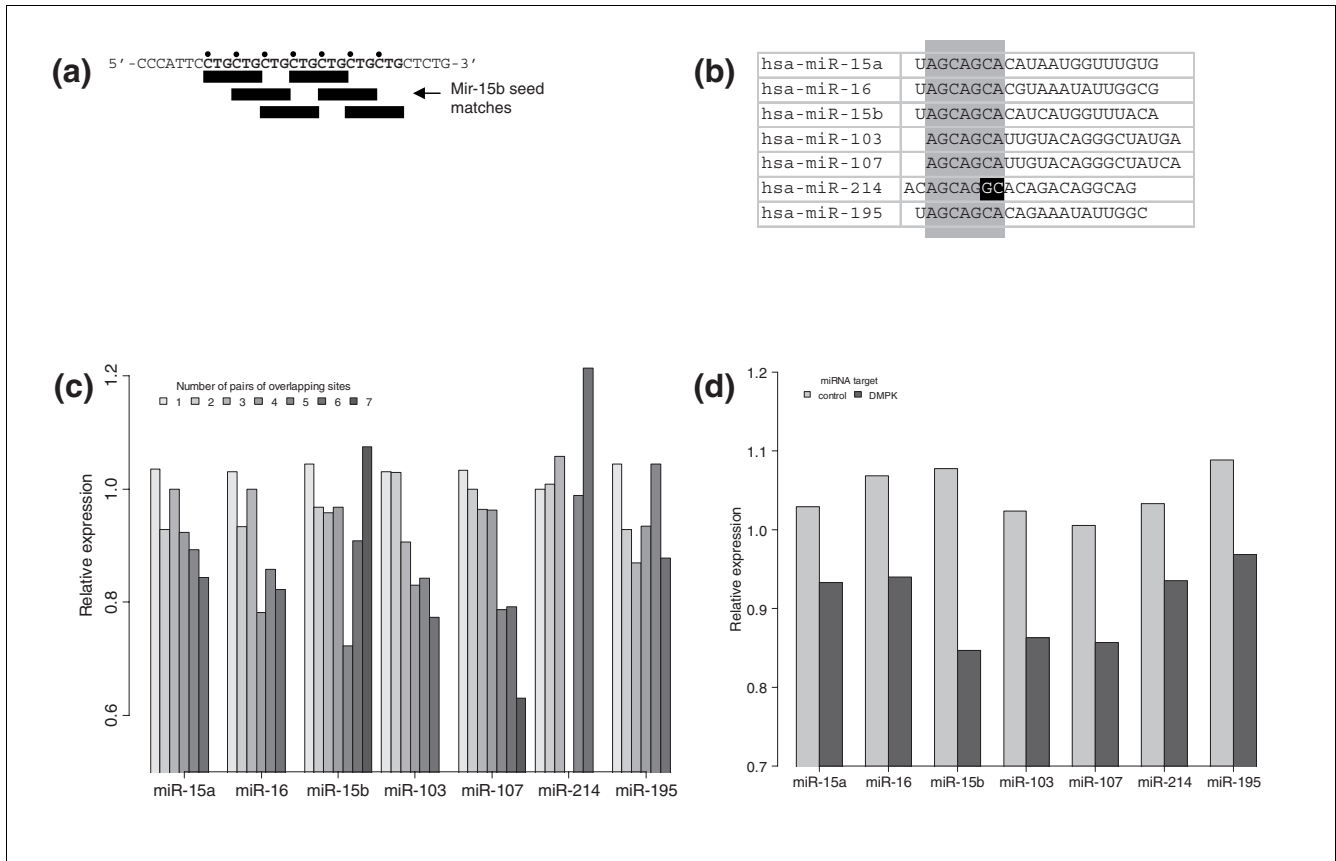 (a)
5’-CCCATTCCTGCTGCTGCTGCTGCTGCTGCTCTG-3’
Mir-15b seed
matches
(b)
hsa-miR-15a UAGCAGCACAUAAUGGUUUGUG
hsa-miR-16 UAGCAGCACGUAAAUAUUGGCG
hsa-miR-15b UAGCAGCACAUCAUGGUUUACA
hsa-miR-103 AGCAGCAUUGUACAGGGCUAUGA
hsa-miR-107 AGCAGCAUUGUACAGGGCUAUCA
hsa-miR-214 ACAGCAGGCACAGACAGGCAG
hsa-miR-195 UAGCAGCACAGAAAUAUUGGC
(c)
Number of pairs of overlapping sites
1 2 3 4 5 6 7
Relative expression
1.2
1.0
0.8
0.6
miR-15a miR-16 miR-15b miR-103 miR-107 miR-214 miR-195
(d)
miRNA target
control DMPK
Relative expression
1.2
1.1
1.0
0.9
0.8
0.7
miR-15a miR-16 miR-15b miR-103 miR-107 miR-214 miR-195